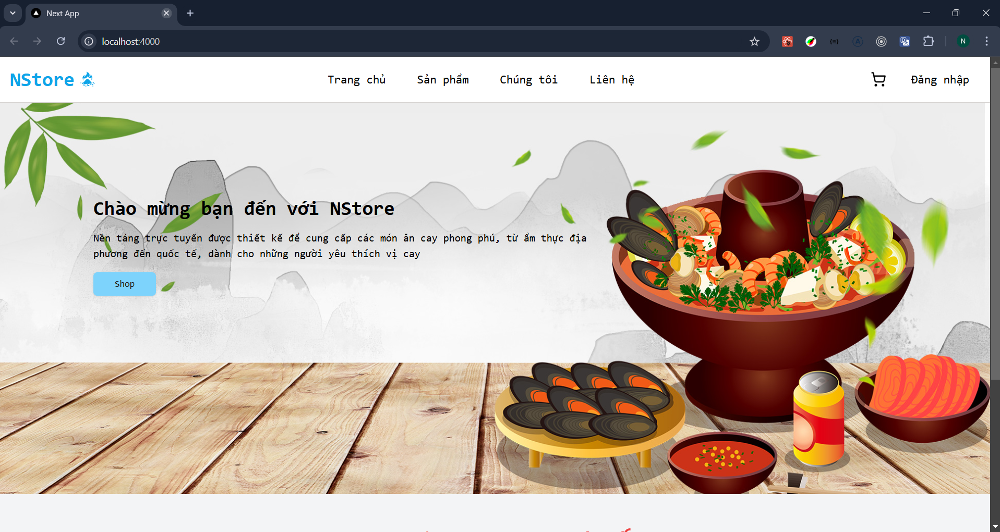 Next App
localhost:4000
N
NStore
Trang chủ
Sản phẩm
Chúng tôi
Liên hệ
Đăng nhập
Chào mừng bạn đến với NStore
Nền tảng trực tuyến được thiết kế để cung cấp các món ăn cay phong phú, từ ẩm thực địa
phương đến quốc tế, dành cho những người yêu thích vị cay
Shop